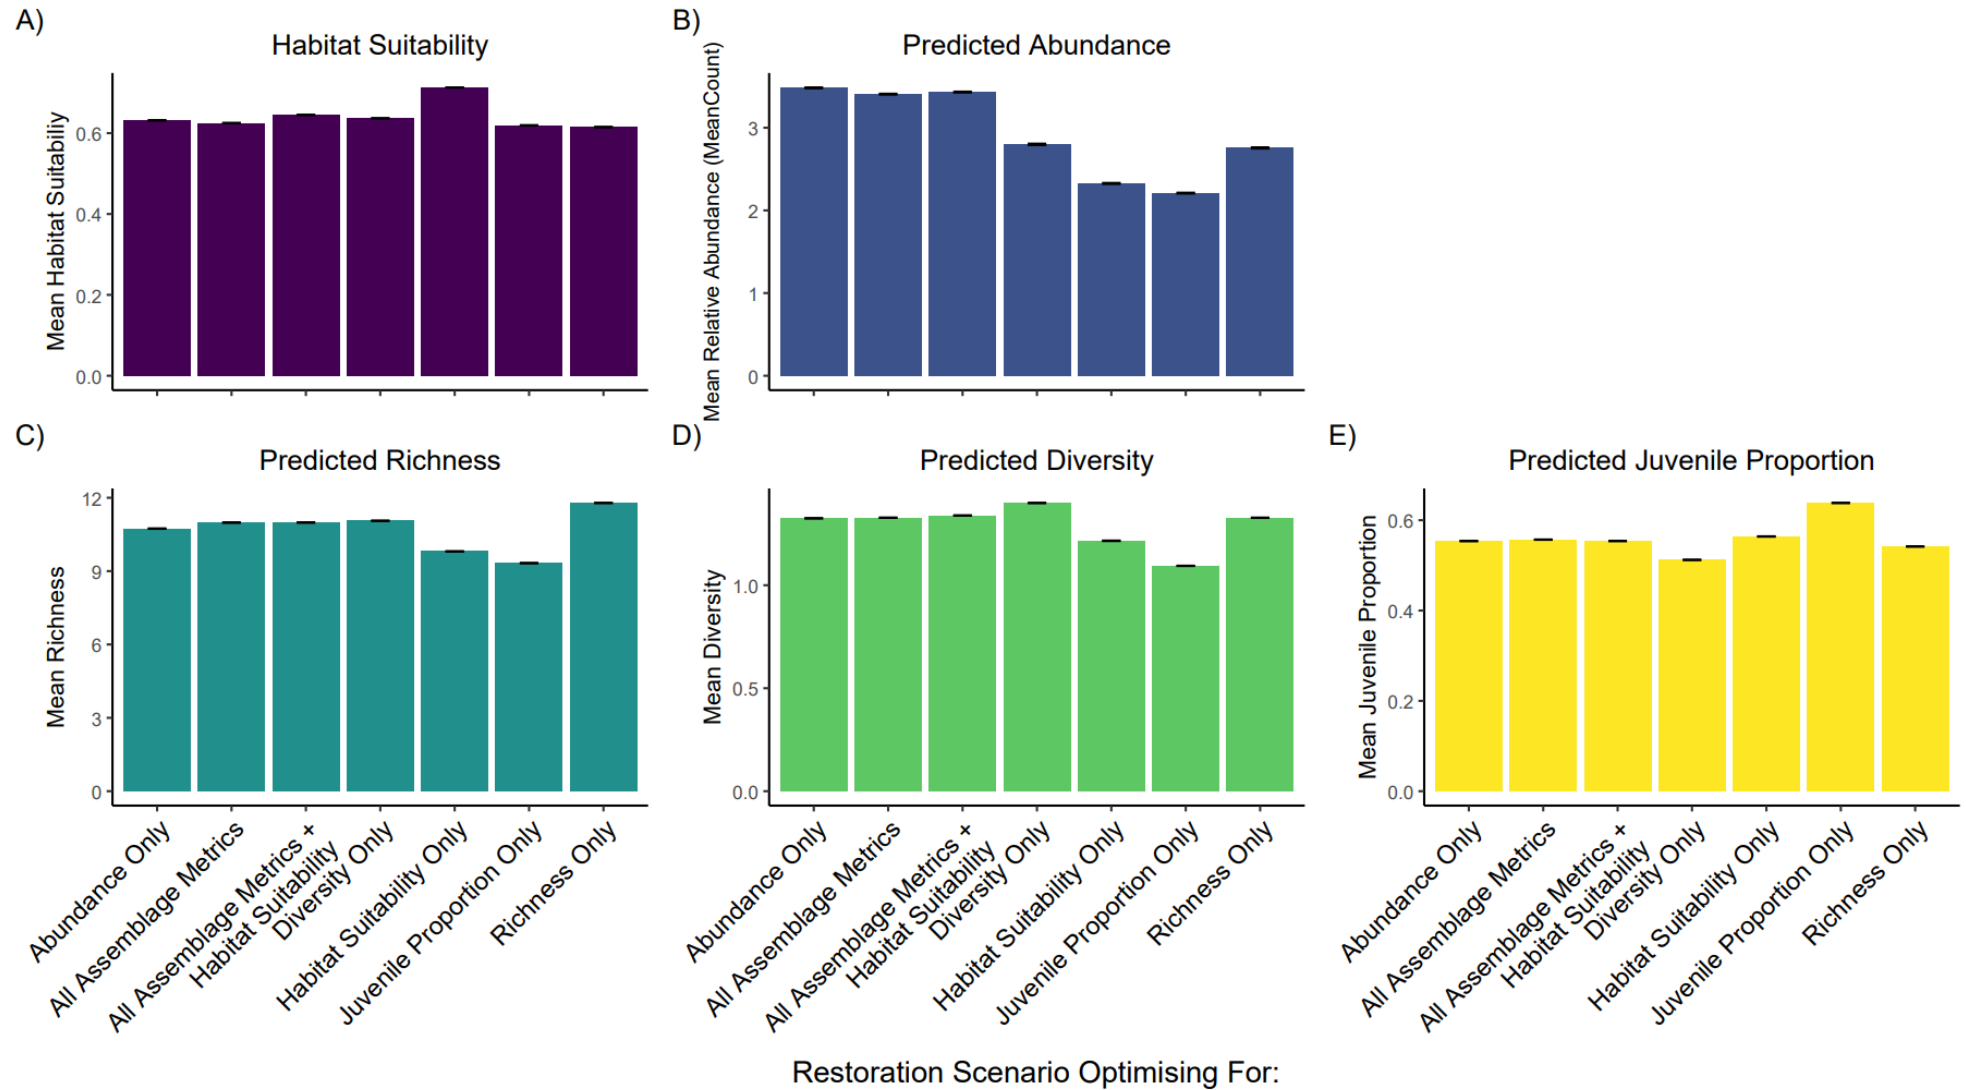 A)
Habitat Suitability
Mean Habitat Suitabiliy
0.6
0.4
0.2
0.0
B)
Predicted Abundance
Mean Relative Abundance (MeanCount)
3
2
1
0
C)
Predicted Richness
Mean Richness
12
9
6
3
0
Abundance Only
All Assemblage Metrics
All Assemblage Metrics +
Habitat Suitability
Diversity Only
Habitat Suitability Only
Juvenile Proportion Only
Richness Only
D)
Predicted Diversity
Mean Diversity
1.0
0.5
0.0
Abundance Only
All Assemblage Metrics
All Assemblage Metrics +
Habitat Suitability
Diversity Only
Habitat Suitability Only
Juvenile Proportion Only
Richness Only
E)
Predicted Juvenile Proportion
Mean Juvenile Proportion
0.6
0.4
0.2
0.0
Abundance Only
All Assemblage Metrics
All Assemblage Metrics +
Habitat Suitability
Diversity Only
Habitat Suitability Only
Juvenile Proportion Only
Richness Only
Restoration Scenario Optimising For: